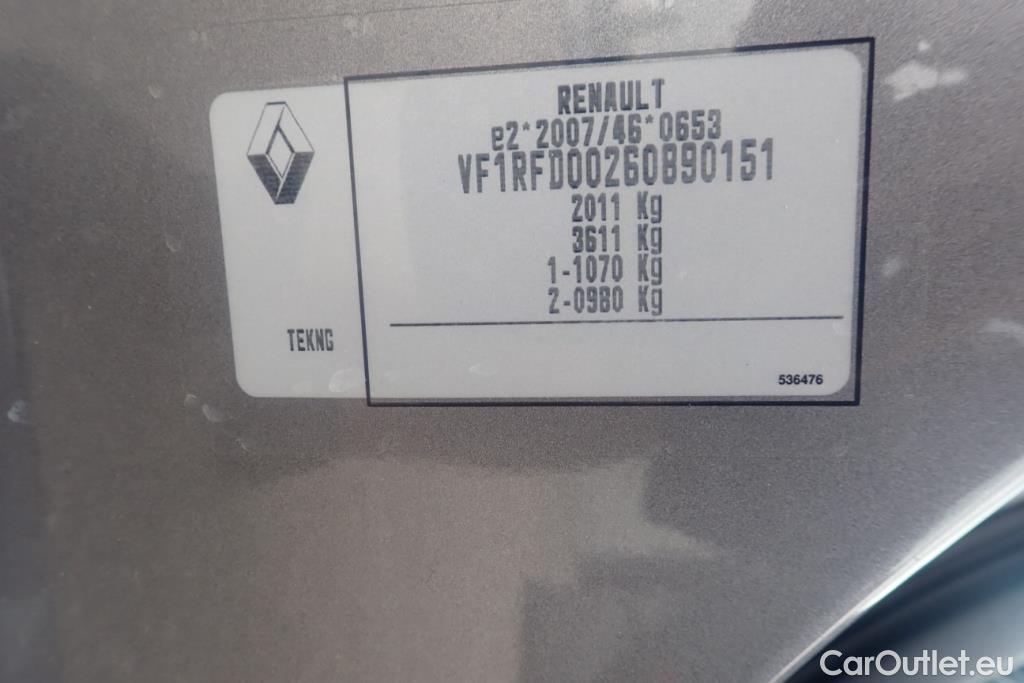 RENAULT
e2*2007/46*0653
VF1RFD00260890151
2011 Kg
3611 Kg
1-1070 Kg
2-0980 Kg
TEKNG
536476
CarOutlet.eu